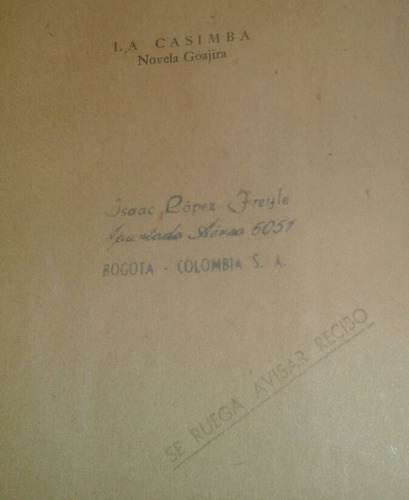 LA CASIMBA
Novela Goajira
Isaac López Freyle
Apartado Aéreo 6051
BOGOTA - COLOMBIA S. A.
SE RUEGA AVISAR RECIBO